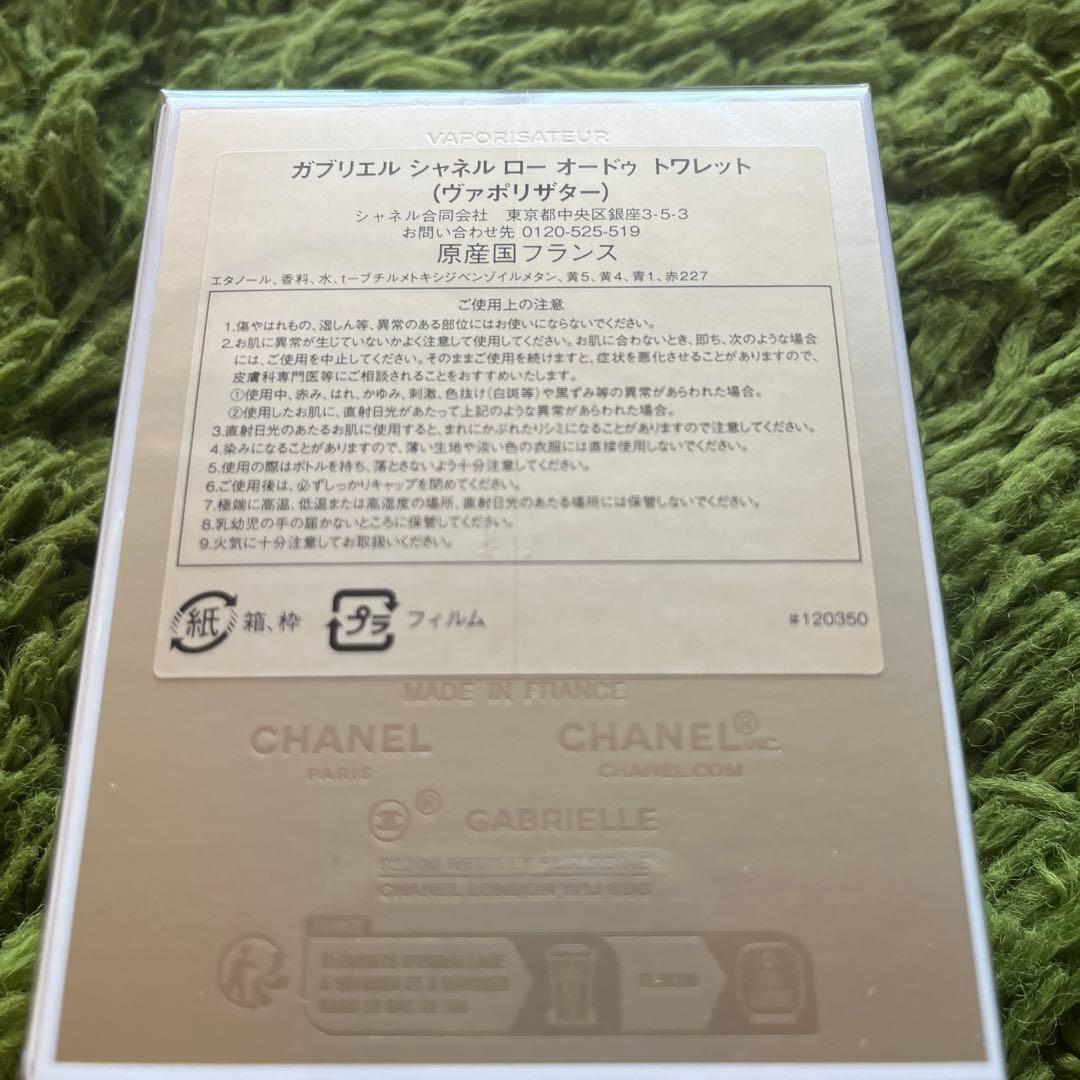 VAPORISATEUR
ガブリエル シャネル ロー オードゥ トワレット
(ヴァポリザター)
シャネル合同会社 東京都中央区銀座3-5-3
お問い合わせ先 0120-525-519
原産国フランス
エタノール、香料、水、t-ブチルメトキシジベンゾイルメタン、黄5、黄4、青1、赤227
ご使用上の注意
1.傷やはれもの、湿しん等、異常のある部位にはお使いにならないでください。
2.お肌に異常が生じていないかよく注意して使用してください。お肌に合わないとき、即ち、次のような場合
には、ご使用を中止してください。そのままご使用を続けますと、症状を悪化させることがありますので、
皮膚科専門医等にご相談されることをおすすめいたします。
①使用中、赤み、はれ、かゆみ、刺激、色抜け(白斑等)や黒ずみ等の異常があらわれた場合。
②使用したお肌に、直射日光があたって上記のような異常があらわれた場合。
3.直射日光のあたるお肌に使用すると、まれにかぶれたりシミになることがありますので注意してください。
4.染みになることがありますので、薄い生地や淡い色の衣服には直接使用しないでください。
5.使用の際はボトルを持ち、落とさないよう十分注意してください。
6.ご使用後は、必ずしっかりキャップを閉めてください。
7.極端に高温、低温または高湿度の場所、直射日光のあたる場所には保管しないでください。
8.乳幼児の手の届かないところに保管してください。
9.火気に十分注意してお取扱いください。
紙 箱、枠 プラ フィルム #120350
MADE IN FRANCE
CHANEL CHANEL® INC.
PARIS CHANEL.COM
® GABRIELLE
92200 NEUILLY SUR SEINE
CHANEL LONDON W1J 6DG
ÉLÉMENTS D'EMBALLAGE
À SÉPARER ET À DÉPOSER
DANS LE BAC DE TRI